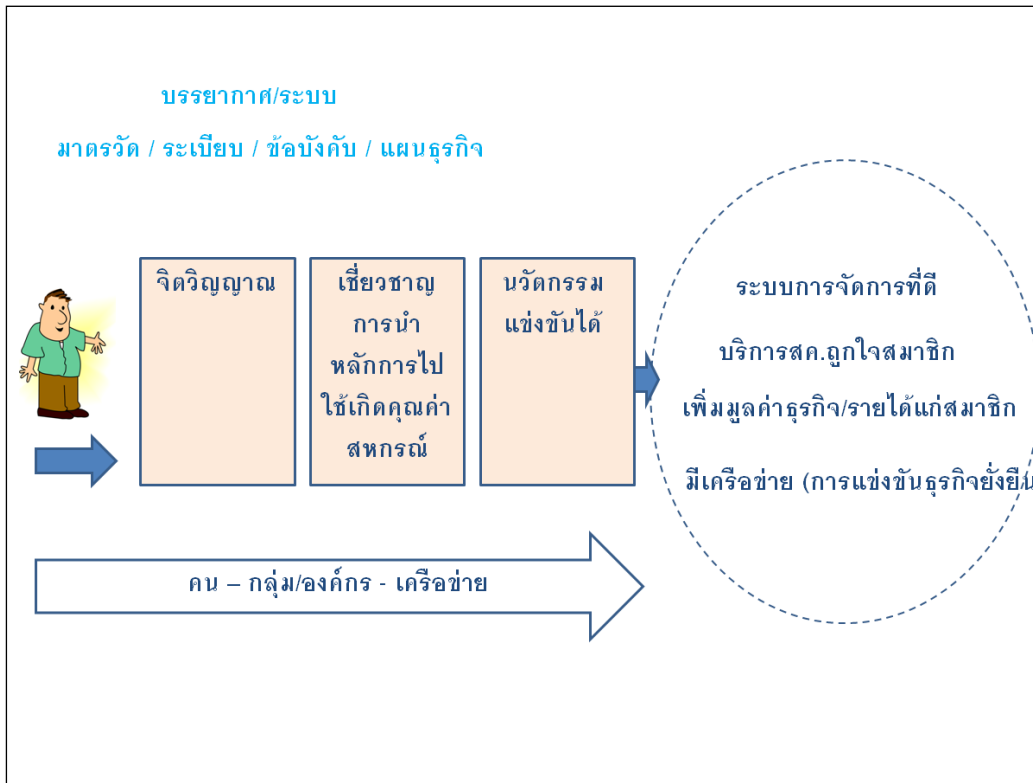 บรรยากาศ/ระบบ
มาตรวัด / ระเบียบ / ข้อบังคับ / แผนธุรกิจ
จิตวิญญาณ
เชี่ยวชาญ
การนำ
หลักการไป
ใช้เกิดคุณค่า
สหกรณ์
นวัตกรรม
แข่งขันได้
ระบบการจัดการที่ดี
บริการสค.ถูกใจสมาชิก
เพิ่มมูลค่าธุรกิจ/รายได้แก่สมาชิก
มีเครือข่าย (การแข่งขันธุรกิจยั่งยืน
คน – กลุ่ม/องค์กร - เครือข่าย